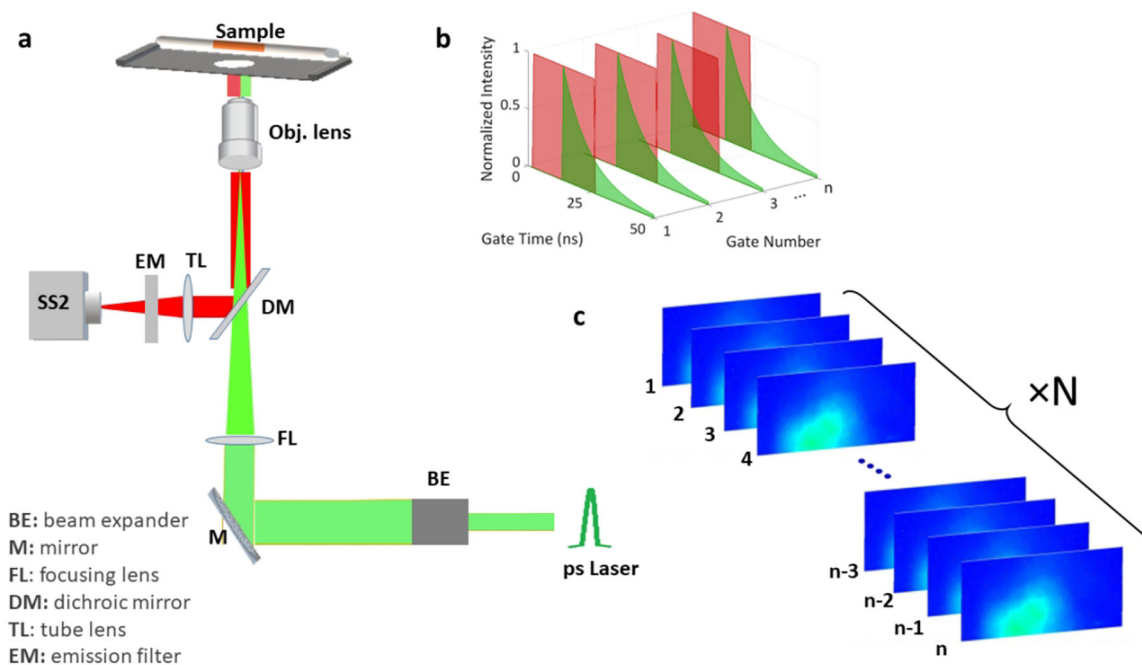 a
Sample
Obj. lens
EM
TL
SS2
DM
FL
BE
M
ps Laser
BE: beam expander
M: mirror
FL: focusing lens
DM: dichroic mirror
TL: tube lens
EM: emission filter
b
Normalized Intensity
1
0.5
0
0
25
50
Gate Time (ns)
1
2
3
...
n
Gate Number
c
1
2
3
4
×N
n-3
n-2
n-1
n